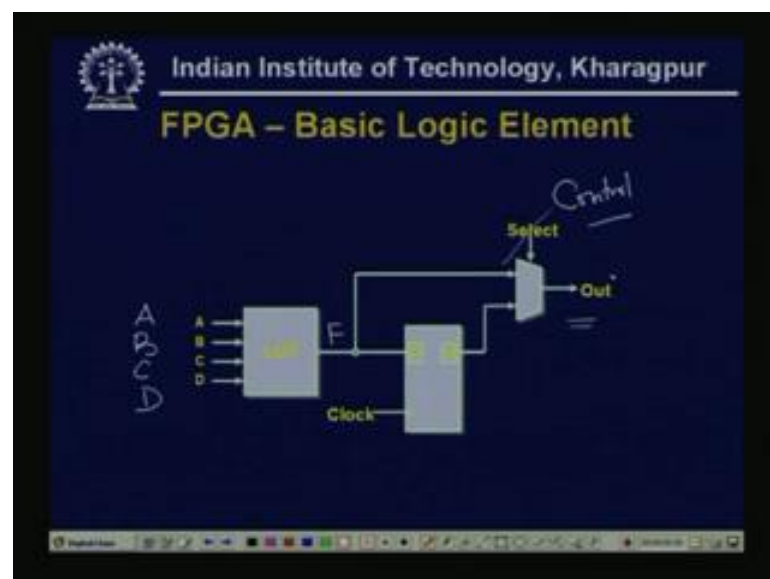 Indian Institute of Technology, Kharagpur
FPGA – Basic Logic Element
Control
Select
Out
A
B
C
D
A
B
C
D
F
D
Q
Clock